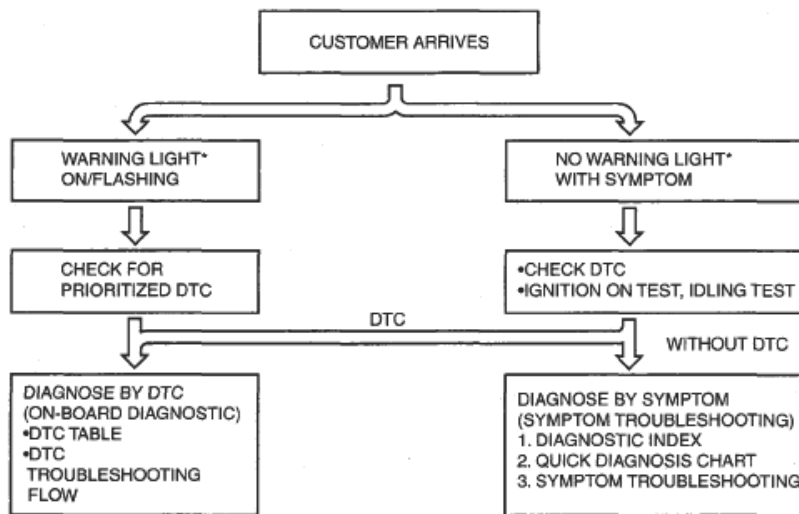 CUSTOMER ARRIVES
WARNING LIGHT*
ON/FLASHING
NO WARNING LIGHT*
WITH SYMPTOM
CHECK FOR
PRIORITIZED DTC
•CHECK DTC
•IGNITION ON TEST, IDLING TEST
DTC
WITHOUT DTC
DIAGNOSE BY DTC
(ON-BOARD DIAGNOSTIC)
•DTC TABLE
•DTC
TROUBLESHOOTING
FLOW
DIAGNOSE BY SYMPTOM
(SYMPTOM TROUBLESHOOTING)
1. DIAGNOSTIC INDEX
2. QUICK DIAGNOSIS CHART
3. SYMPTOM TROUBLESHOOTING